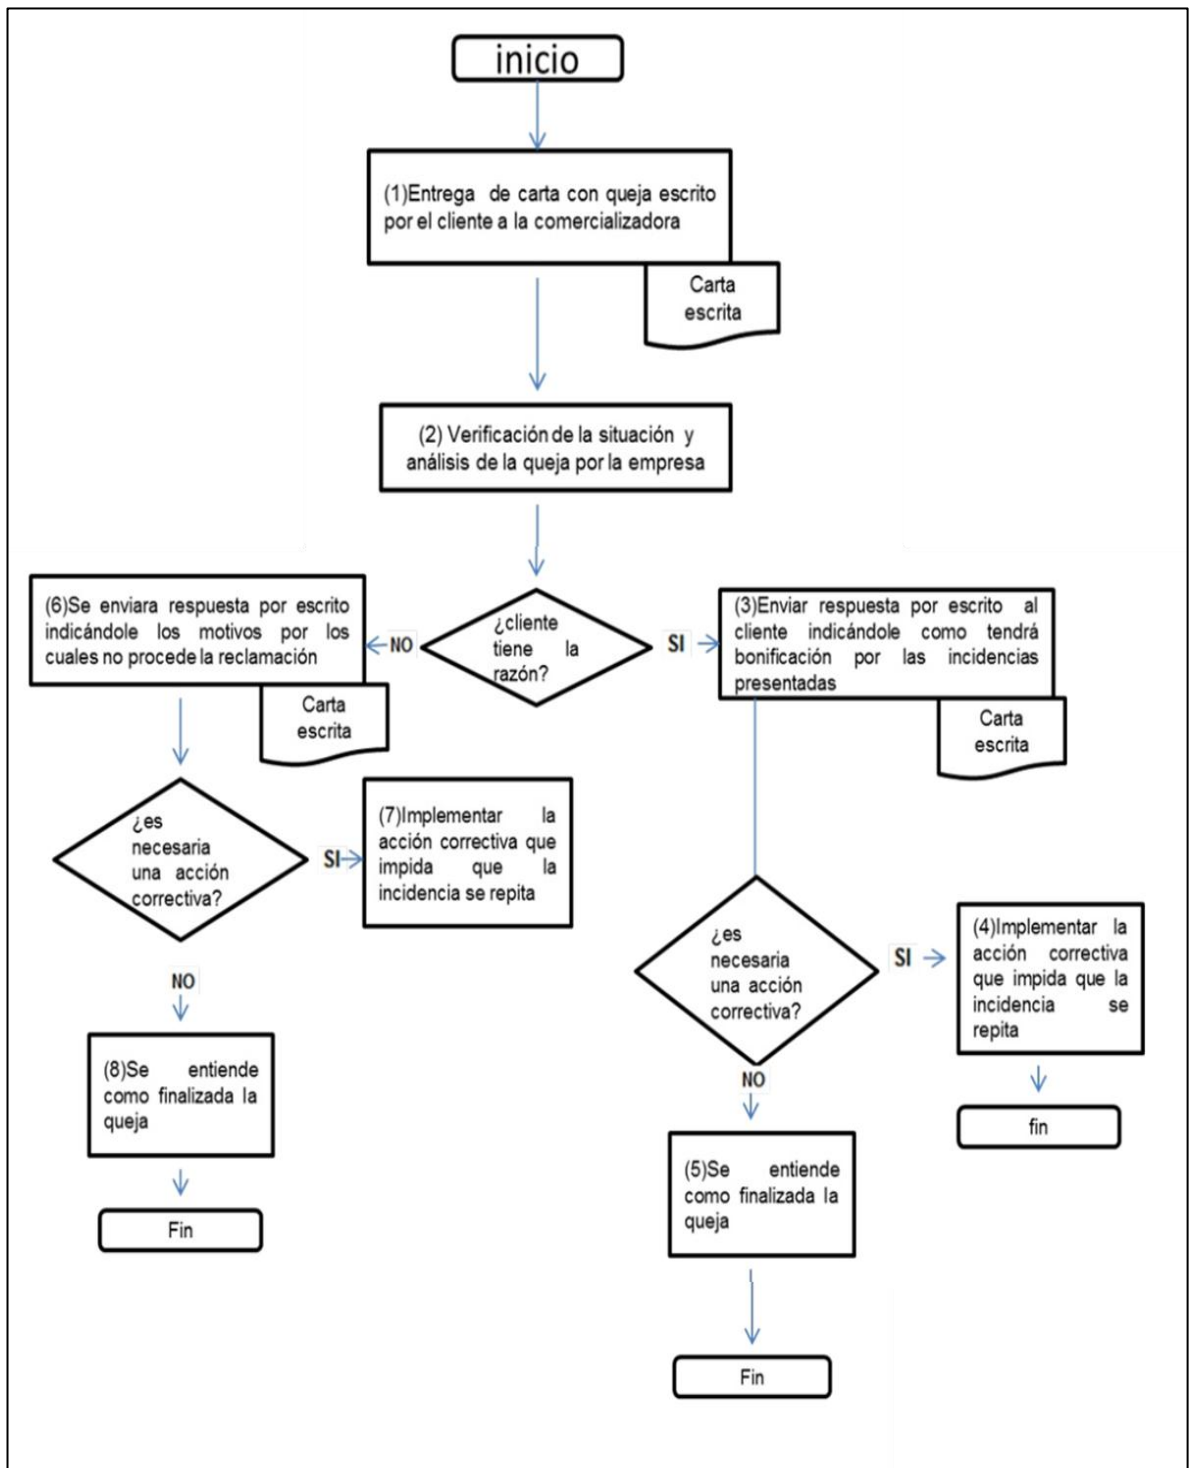 inicio
(1)Entrega de carta con queja escrito
por el cliente a la comercializadora
Carta
escrita
(2) Verificación de la situación y
análisis de la queja por la empresa
¿cliente
tiene la
razón?
NO
SI
(6)Se enviara respuesta por escrito
indicándole los motivos por los
cuales no procede la reclamación
Carta
escrita
(3)Enviar respuesta por escrito al
cliente indicándole como tendrá
bonificación por las incidencias
presentadas
Carta
escrita
¿es
necesaria
una acción
correctiva?
SI
(7)Implementar la
acción correctiva que
impida que la
incidencia se repita
NO
(8)Se entiende
como finalizada la
queja
Fin
¿es
necesaria
una acción
correctiva?
SI
(4)Implementar la
acción correctiva
que impida que la
incidencia se
repita
fin
NO
(5)Se entiende
como finalizada la
queja
Fin